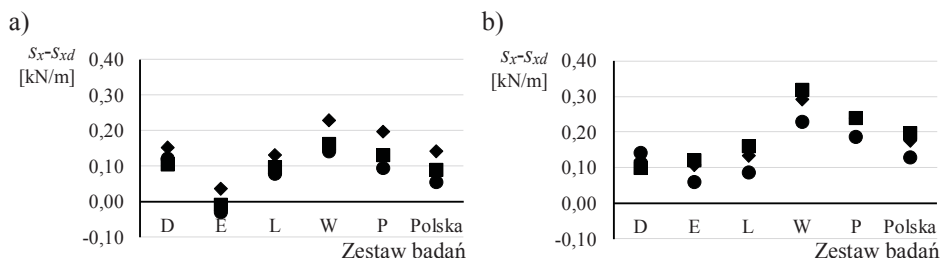 a)
sx-sxd
[kN/m]
0,40
0,30
0,20
0,10
0,00
-0,10
D E L W P Polska
Zestaw badań
b)
sx-sxd
[kN/m]
0,40
0,30
0,20
0,10
0,00
-0,10
D E L W P Polska
Zestaw badań